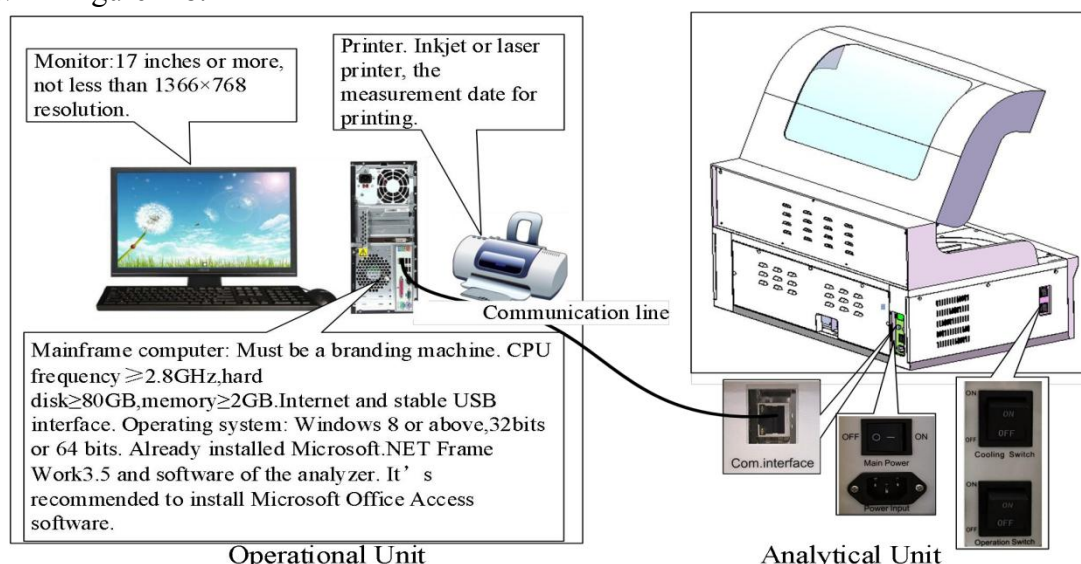 Monitor:17 inches or more,
not less than 1366×768
resolution.
Printer. Inkjet or laser
printer, the
measurement date for
printing.
Communication line
Mainframe computer: Must be a branding machine. CPU
frequency ≥2.8GHz,hard
disk≥80GB,memory≥2GB.Internet and stable USB
interface. Operating system: Windows 8 or above,32bits
or 64 bits. Already installed Microsoft.NET Frame
Work3.5 and software of the analyzer. It’s
recommended to install Microsoft Office Access
software.
Operational Unit
Com.interface
OFF ON
Main Power
Power Input
ON
ON
OFF
OFF
Cooling Switch
ON
ON
OFF
OFF
Operation Switch
Analytical Unit